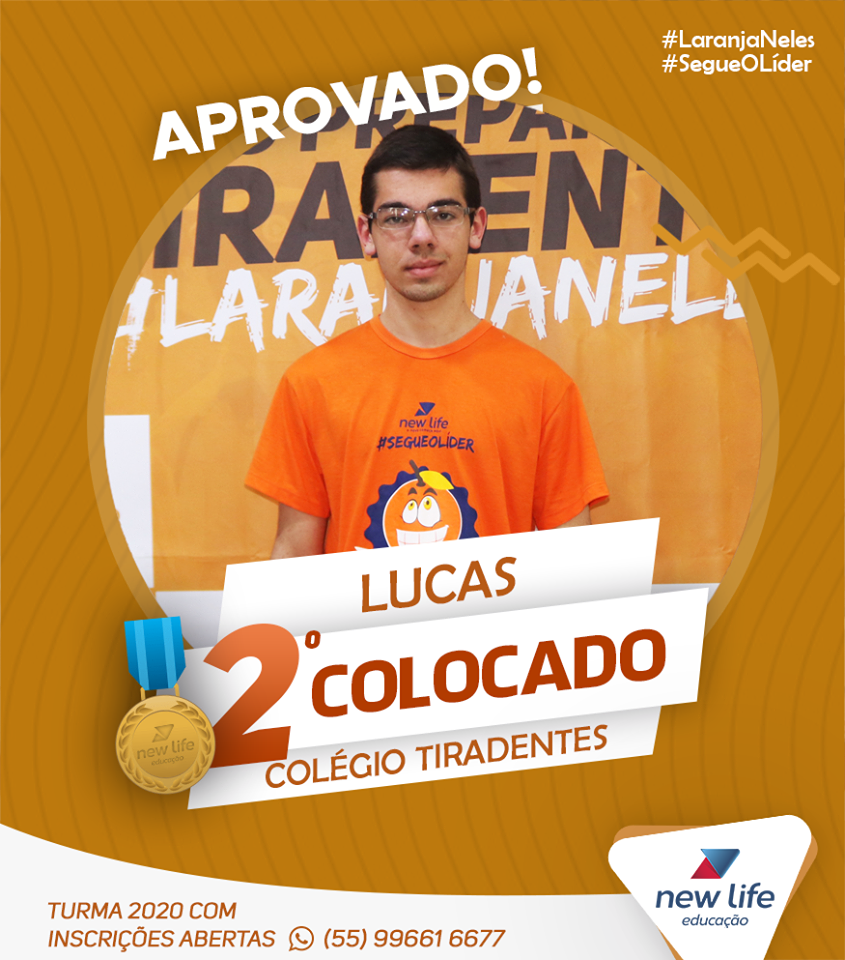 #LaranjaNeles
#SegueOLíder
APROVADO!
#LARANJANELE
new life
#SEGUEOLÍDER
LUCAS
2º COLOCADO
COLÉGIO TIRADENTES
new life
educação
new life
educação
TURMA 2020 COM
INSCRIÇÕES ABERTAS (55) 99661 6677